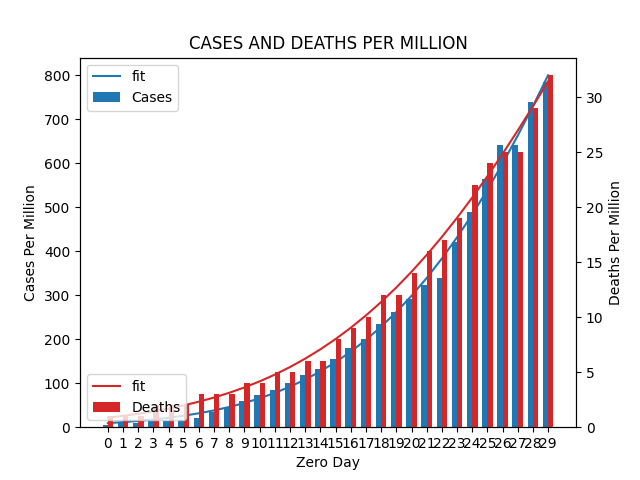 CASES AND DEATHS PER MILLION
fit
Cases
800
700
600
500
400
300
200
100
0
Cases Per Million
30
25
20
15
10
5
0
Deaths Per Million
fit
Deaths
0 1 2 3 4 5 6 7 8 9 10 11 12 13 14 15 16 17 18 19 20 21 22 23 24 25 26 27 28 29
Zero Day